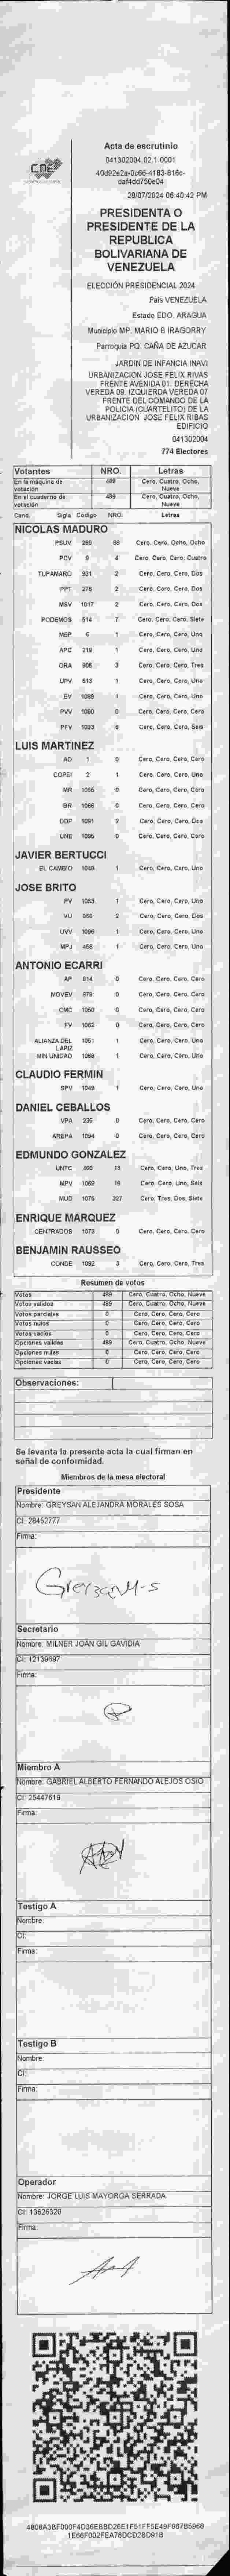 CNE
Acta de escrutinio
041302004.02.1.0001
40d92e2a-0c66-4183-816c-
daf4dd750e04
28/07/2024 06:40:42 PM
PRESIDENTA O
PRESIDENTE DE LA
REPUBLICA
BOLIVARIANA DE
VENEZUELA
ELECCIÓN PRESIDENCIAL 2024
País VENEZUELA
Estado EDO. ARAGUA
Municipio MP. MARIO B IRAGORRY
Parroquia PQ. CAÑA DE AZUCAR
JARDIN DE INFANCIA INAVI
URBANIZACION JOSE FELIX RIVAS
FRENTE AVENIDA 01. DERECHA
VEREDA 09. IZQUIERDA VEREDA 07
FRENTE DEL COMANDO DE LA
POLICIA (CUARTELITO) DE LA
URBANIZACION JOSE FELIX RIBAS
EDIFICIO
041302004
774 Electores
Votantes NRO. Letras
En la máquina de votación 489 Cero, Cuatro, Ocho, Nueve
En el cuaderno de votación 489 Cero, Cuatro, Ocho, Nueve
Cand. Sigla Código NRO. Letras
NICOLAS MADURO
PSUV 288 88 Cero, Cero, Ocho, Ocho
PCV 9 4 Cero, Cero, Cero, Cuatro
TUPAMARO 931 2 Cero, Cero, Cero, Dos
PPT 276 2 Cero, Cero, Cero, Dos
MSV 1017 2 Cero, Cero, Cero, Dos
PODEMOS 514 7 Cero, Cero, Cero, Siete
MEP 6 1 Cero, Cero, Cero, Uno
APC 219 1 Cero, Cero, Cero, Uno
ORA 906 3 Cero, Cero, Cero, Tres
UPV 513 1 Cero, Cero, Cero, Uno
EV 1089 1 Cero, Cero, Cero, Uno
PVV 1090 0 Cero, Cero, Cero, Cero
PFV 1093 6 Cero, Cero, Cero, Seis
LUIS MARTINEZ
AD 1 0 Cero, Cero, Cero, Cero
COPEI 2 1 Cero, Cero, Cero, Uno
MR 1056 0 Cero, Cero, Cero, Cero
BR 1068 0 Cero, Cero, Cero, Cero
DDP 1091 2 Cero, Cero, Cero, Dos
UNE 1095 0 Cero, Cero, Cero, Cero
JAVIER BERTUCCI
EL CAMBIO 1045 1 Cero, Cero, Cero, Uno
JOSE BRITO
PV 1053 1 Cero, Cero, Cero, Uno
VU 968 2 Cero, Cero, Cero, Dos
UVV 1096 1 Cero, Cero, Cero, Uno
MPJ 458 1 Cero, Cero, Cero, Uno
ANTONIO ECARRI
AP 914 0 Cero, Cero, Cero, Cero
MOVEV 979 0 Cero, Cero, Cero, Cero
CMC 1050 0 Cero, Cero, Cero, Cero
FV 1062 0 Cero, Cero, Cero, Cero
ALIANZA DEL LAPIZ 1061 1 Cero, Cero, Cero, Uno
MIN UNIDAD 1088 1 Cero, Cero, Cero, Uno
CLAUDIO FERMIN
SPV 1049 1 Cero, Cero, Cero, Uno
DANIEL CEBALLOS
VPA 236 0 Cero, Cero, Cero, Cero
AREPA 1094 0 Cero, Cero, Cero, Cero
EDMUNDO GONZALEZ
UNTC 480 13 Cero, Cero, Uno, Tres
MPV 1069 16 Cero, Cero, Uno, Seis
MUD 1075 327 Cero, Tres, Dos, Siete
ENRIQUE MARQUEZ
CENTRADOS 1073 0 Cero, Cero, Cero, Cero
BENJAMIN RAUSSEO
CONDE 1092 3 Cero, Cero, Cero, Tres
Resumen de votos
Votos 489 Cero, Cuatro, Ocho, Nueve
Votos validos 489 Cero, Cuatro, Ocho, Nueve
Votos parciales 0 Cero, Cero, Cero, Cero
Votos nulos 0 Cero, Cero, Cero, Cero
Votos vacíos 0 Cero, Cero, Cero, Cero
Opciones validas 489 Cero, Cuatro, Ocho, Nueve
Opciones nulas 0 Cero, Cero, Cero, Cero
Opciones vacías 0 Cero, Cero, Cero, Cero
Observaciones:
Se levanta la presente acta la cual firman en
señal de conformidad.
Miembros de la mesa electoral
Presidente
Nombre: GREYSAN ALEJANDRA MORALES SOSA
CI: 28452777
Firma:
GreysanM-S
Secretario
Nombre: MILNER JOAN GIL GAVIDIA
CI: 12139697
Firma:
Miembro A
Nombre: GABRIEL ALBERTO FERNANDO ALEJOS OSIO
CI: 25447619
Firma:
Testigo A
Nombre:
CI:
Firma:
Testigo B
Nombre:
CI:
Firma:
Operador
Nombre: JORGE LUIS MAYORGA SERRADA
CI: 13626320
Firma:
4808A3BF000F4D36EBBD26E1F51FF5E49F967B5968
1E66F002FEA78DCD2BD91B